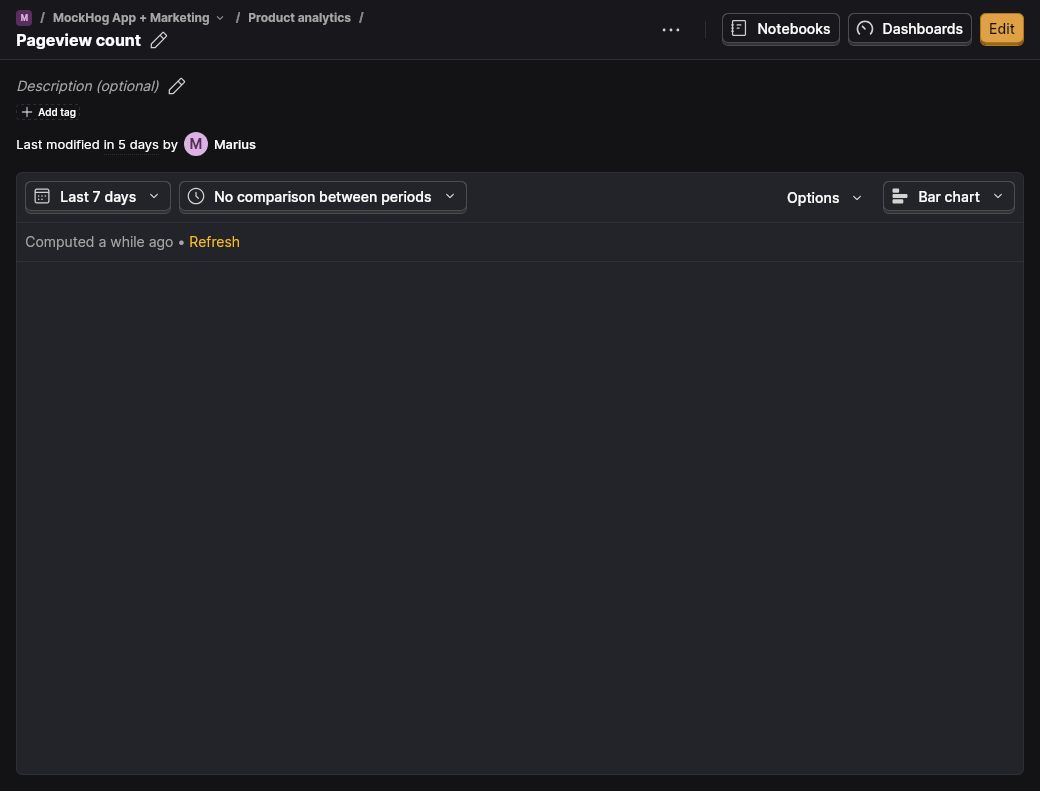 M / MockHog App + Marketing / Product analytics /
Pageview count
Notebooks
Dashboards
Edit
Description (optional)
Add tag
Last modified in 5 days by M Marius
Last 7 days
No comparison between periods
Options
Bar chart
Computed a while ago • Refresh